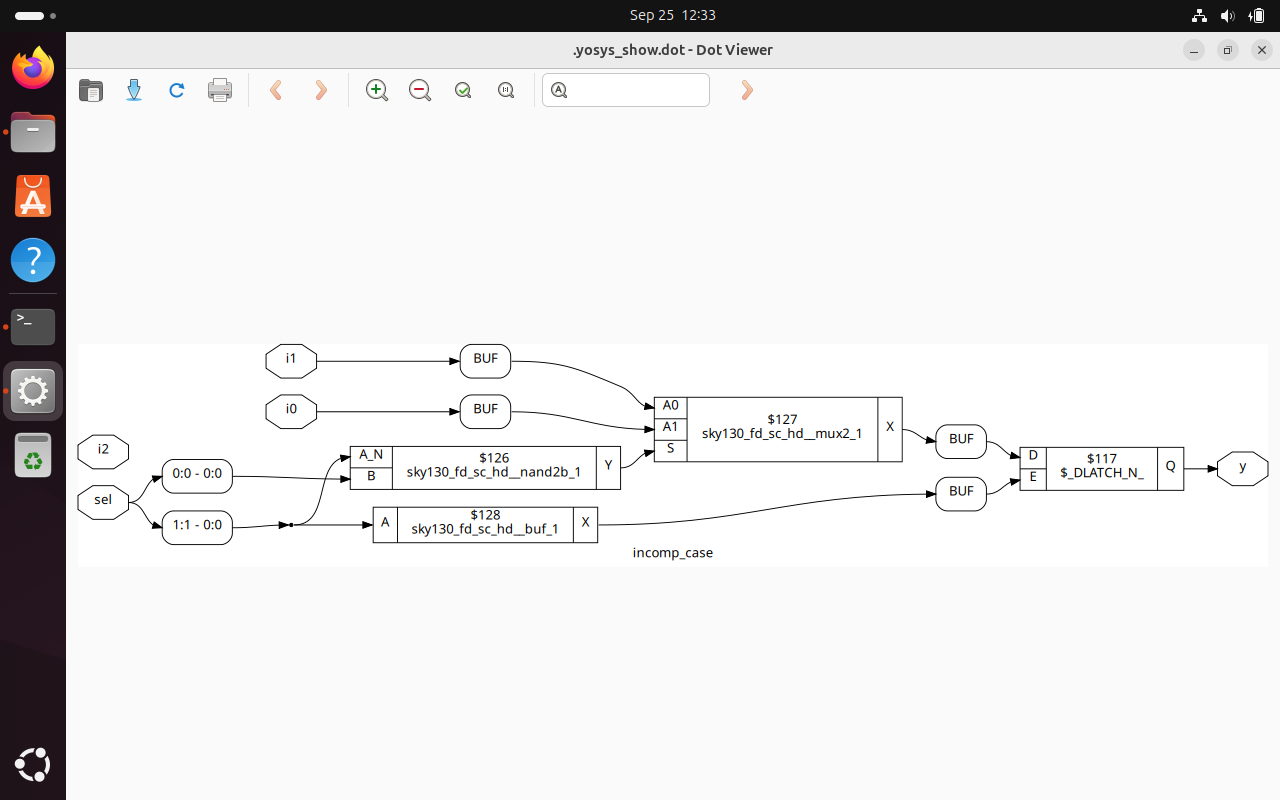 Sep 25 12:33
.yosys_show.dot - Dot Viewer
i1
BUF
i0
BUF
A0
A1
S
$127
sky130_fd_sc_hd__mux2_1
X
i2
sel
0:0 - 0:0
1:1 - 0:0
A_N
B
$126
sky130_fd_sc_hd__nand2b_1
Y
A
$128
sky130_fd_sc_hd__buf_1
X
BUF
BUF
D
E
$117
$_DLATCH_N_
Q
y
incomp_case